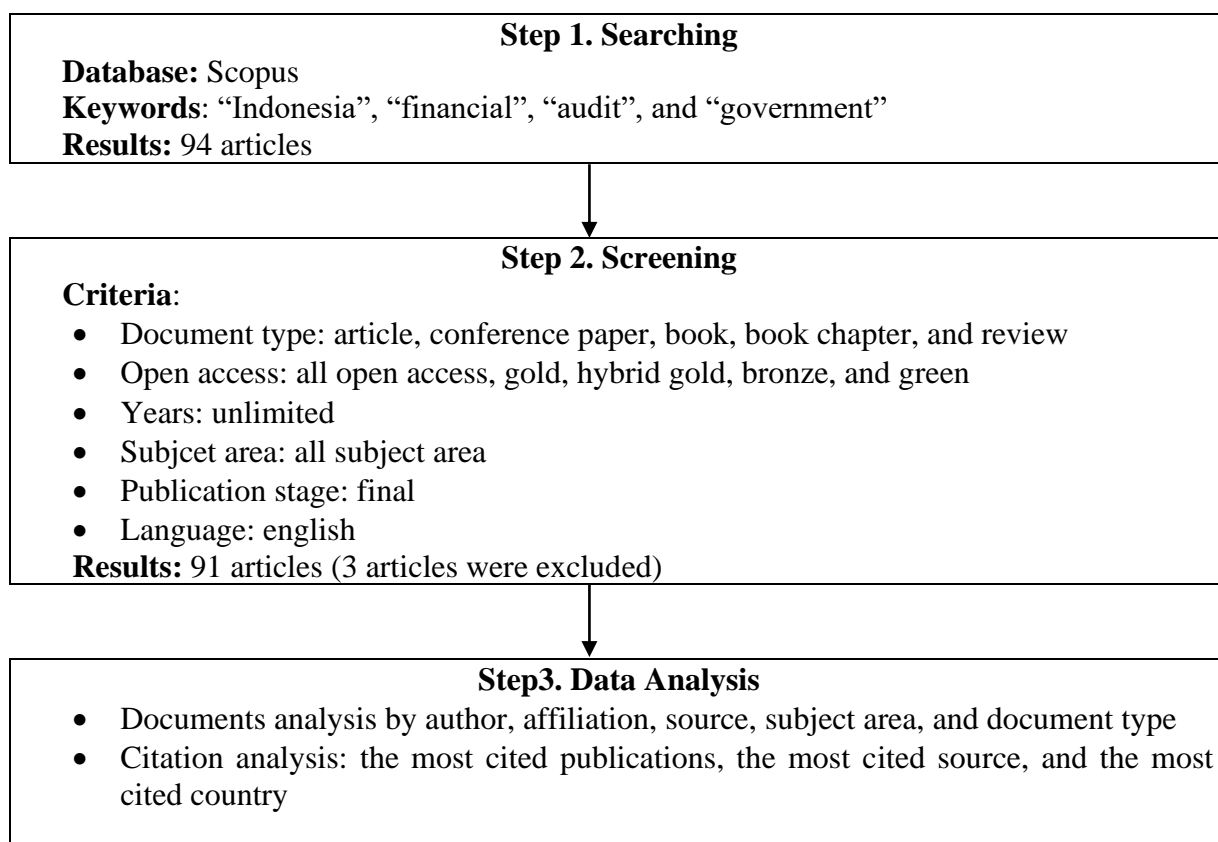 Step 1. Searching
Database: Scopus
Keywords: “Indonesia”, “financial”, “audit”, and “government”
Results: 94 articles
Step 2. Screening
Criteria:
• Document type: article, conference paper, book, book chapter, and review
• Open access: all open access, gold, hybrid gold, bronze, and green
• Years: unlimited
• Subjcet area: all subject area
• Publication stage: final
• Language: english
Results: 91 articles (3 articles were excluded)
Step3. Data Analysis
• Documents analysis by author, affiliation, source, subject area, and document type
• Citation analysis: the most cited publications, the most cited source, and the most
cited country